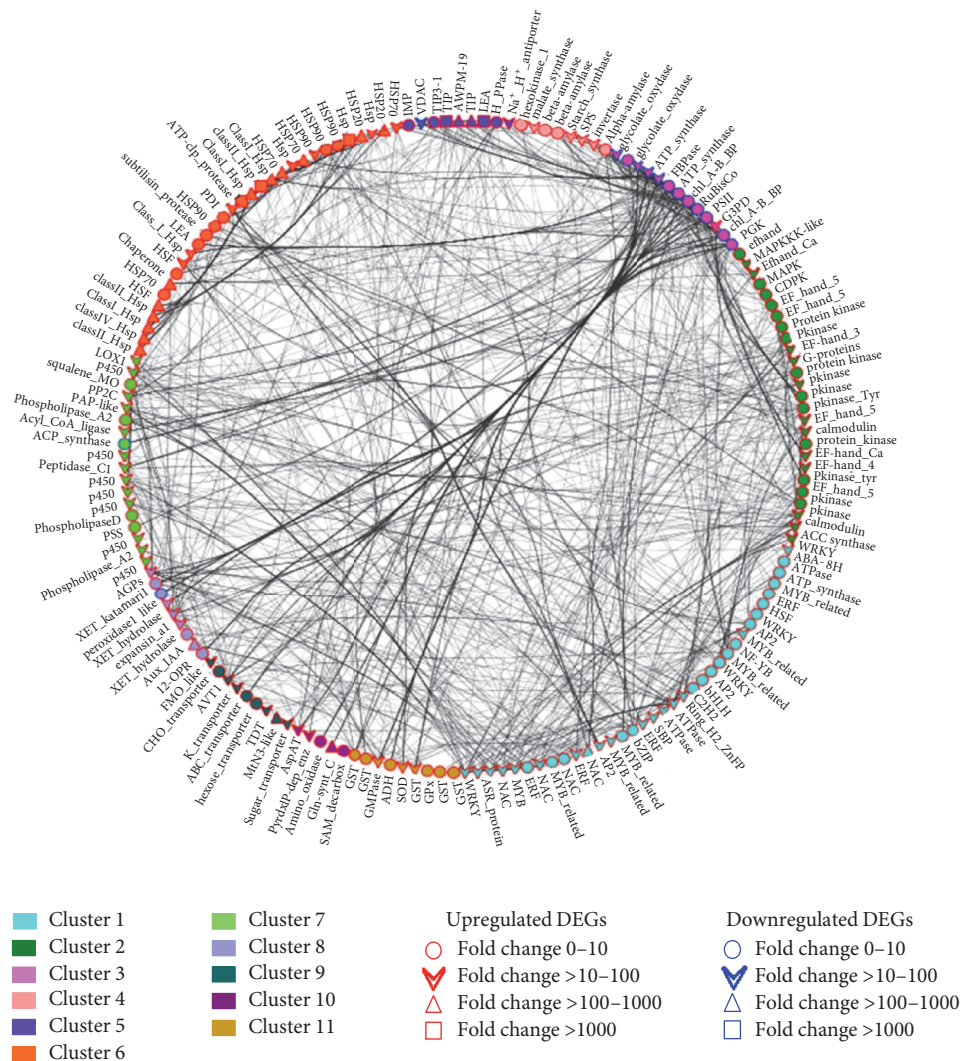 IMP
VDAC
TIP3-1
TIP
AWPM-19
TIP
LEA
H_PPase
Na⁺_H⁺_antiporter
hexokinase_1
malate_synthase
beta-amylase
beta-amylase
starch_synthase
SPS
invertase
Alpha-amylase
glycolate_oxydase
glycolate_oxydase
ATP_synthase
FBPase
ATP_synthase
chl_A-B_BP
RuBisCo
PSII
G3PD
chl_A-B_BP
PGK
efhand
MAPKKK-like
Efhand_Ca
MAPK
CDPK
EF_hand_5
EF_hand_5
Protein kinase
Pkinase
EF-hand_3
G-proteins
protein kinase
pkinase
pkinase
pkinase_Tyr
EF_hand_5
calmodulin
protein_kinase
EF-hand_Ca
EF-hand_4
Pkinase_tyr
EF_hand_5
pkinase
pkinase
calmodulin
ACC synthase
WRKY
ABA-8H
ATPase
ATP_synthase
MYB_related
ERF
HSF
WRKY
AP2
MYB_related
NF-YB
MYB_related
WRKY
AP2
bHLH
C2H2
Ring_H2_ZnFP
ATPase
ATPase
SBP
ERF
bZIP
MYB_related
MYB_related
AP2
NAC
ERF
NAC
MYB_related
NAC
ERF
MYB
NAC
ASR_protein
WRKY
GST
GST
GPx
GST
SOD
ADH
GMPase
GST
GST
SAM_decarbox
Gln-synt_C
Amino_oxidase
PyrdxlP-dep_enz
AspAT
Sugar_transporter
MtN3-like
TDT
hexose_transporter
ABC_transporter
K_transporter
AVT1
CHO_transporter
FMO_like
12-OPR
Aux_IAA
XET_hydrolase
expansin_a1
XET_hydrolase
peroxidase1_like
XET_katamari1
AGPs
p450
Phospholipase_A2
p450
PSS
PhospholipaseD
p450
p450
p450
Peptidase_C1
p450
ACP_synthase
Acyl_CoA_ligase
Phospholipase_A2
PAP-like
PP2C
squalene_MO
p450
LOX1
classII_Hsp
classIV_Hsp
ClassI_Hsp
classII_Hsp
HSF
HSP70
Chaperone
HSF
Class_I_Hsp
LEA
HSP90
subtilisin_protease
PDI
ATP-clp_protease
ClassI_Hsp
classII_Hsp
ClassI_Hsp
HSP70
Hsp
HSP70
HSP90
HSP90
HSP90
Hsp
HSP20
Hsp
HSP20
HSP70
Cluster 1
Cluster 2
Cluster 3
Cluster 4
Cluster 5
Cluster 6
Cluster 7
Cluster 8
Cluster 9
Cluster 10
Cluster 11
Upregulated DEGs
Fold change 0–10
Fold change >10–100
Fold change >100–1000
Fold change >1000
Downregulated DEGs
Fold change 0–10
Fold change >10–100
Fold change >100–1000
Fold change >1000